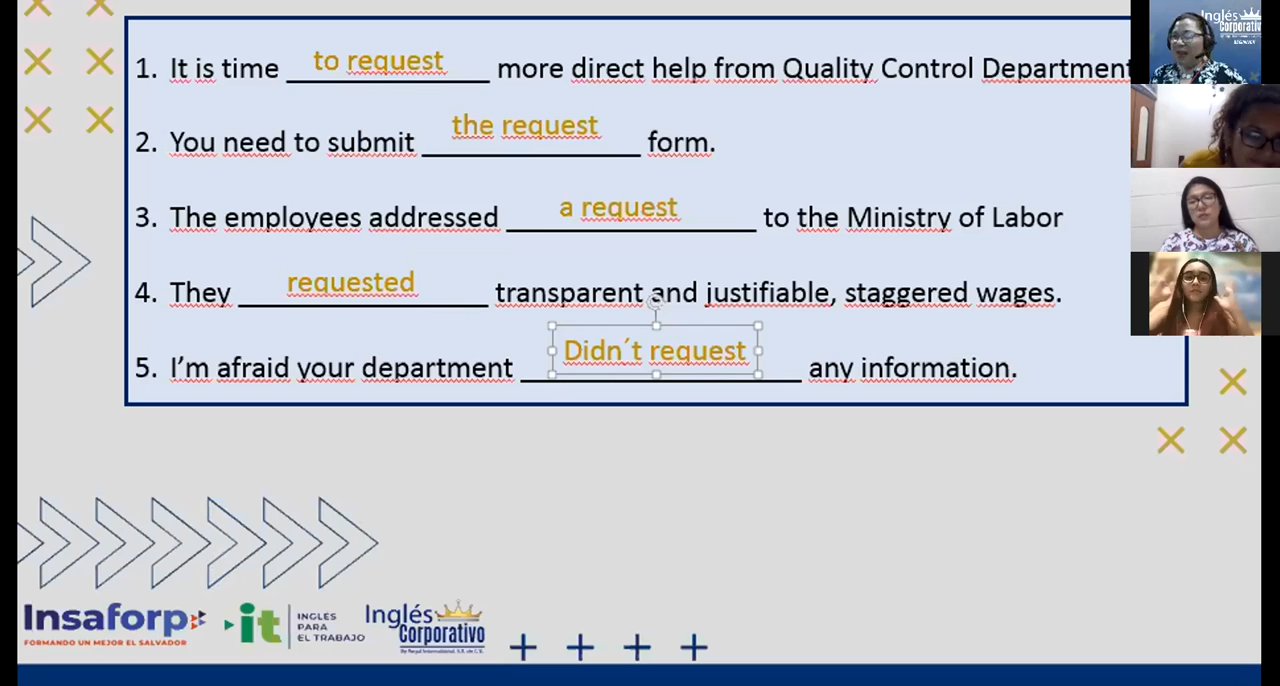 1. It is time to request more direct help from Quality Control Department
2. You need to submit the request form.
3. The employees addressed a request to the Ministry of Labor
4. They requested transparent and justifiable, staggered wages.
5. I'm afraid your department Didn´t request any information.
Inglés
Corporativo
Insaforp
FORMANDO UN MEJOR EL SALVADOR
it
INGLES
PARA
EL TRABAJO
Inglés
Corporativo